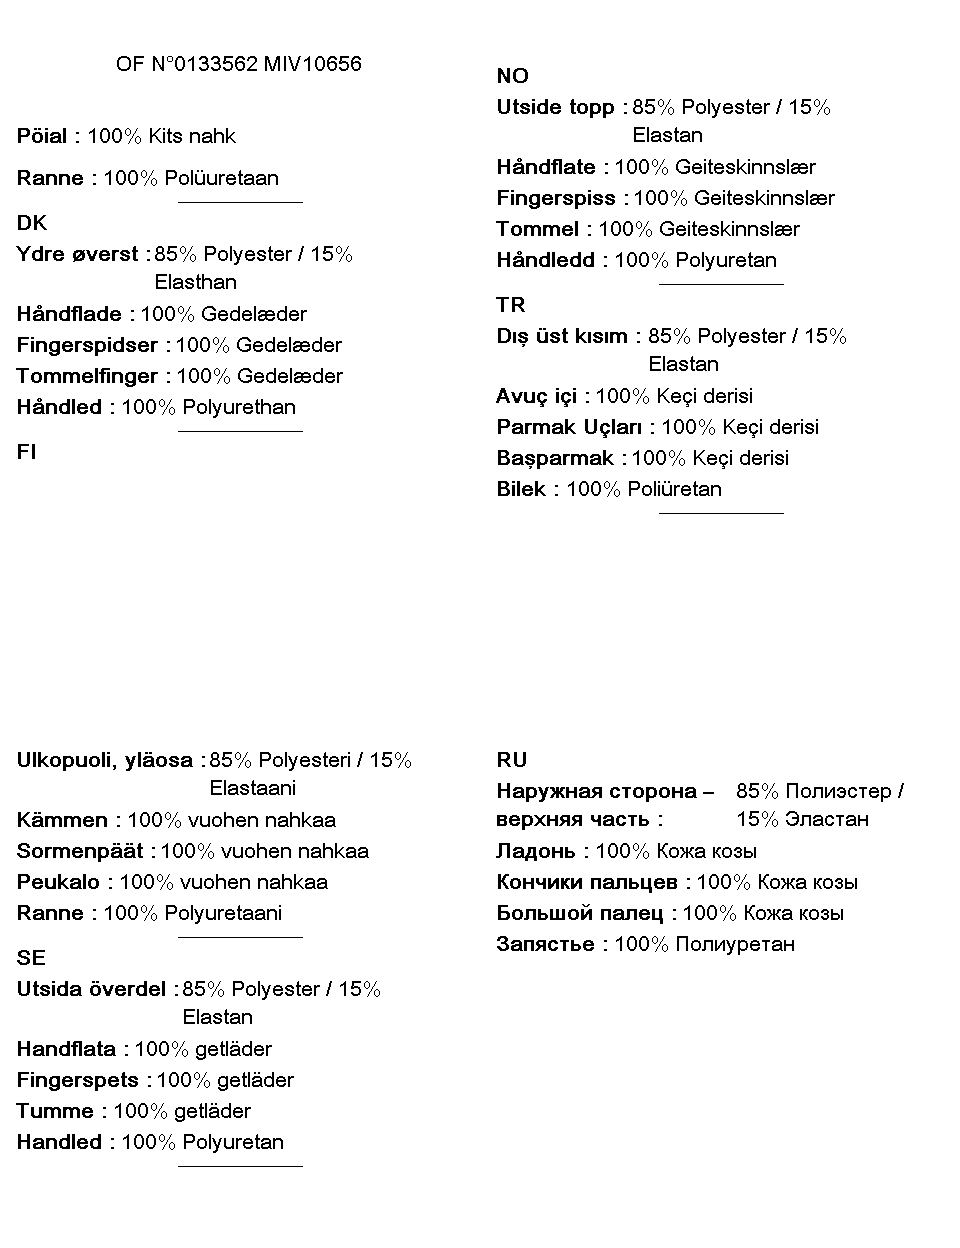 OF N°0133562 MIV10656
Pöial : 100% Kits nahk
Ranne : 100% Polüuretaan
DK
Ydre øverst : 85% Polyester / 15%
Elasthan
Håndflade : 100% Gedelæder
Fingerspidser : 100% Gedelæder
Tommelfinger : 100% Gedelæder
Håndled : 100% Polyurethan
FI
NO
Utside topp : 85% Polyester / 15%
Elastan
Håndflate : 100% Geiteskinnslær
Fingerspiss : 100% Geiteskinnslær
Tommel : 100% Geiteskinnslær
Håndledd : 100% Polyuretan
TR
Dış üst kısım : 85% Polyester / 15%
Elastan
Avuç içi : 100% Keçi derisi
Parmak Uçları : 100% Keçi derisi
Başparmak : 100% Keçi derisi
Bilek : 100% Poliüretan
Ulkopuoli, yläosa : 85% Polyesteri / 15%
Elastaani
Kämmen : 100% vuohen nahkaa
Sormenpäät : 100% vuohen nahkaa
Peukalo : 100% vuohen nahkaa
Ranne : 100% Polyuretaani
SE
Utsida överdel : 85% Polyester / 15%
Elastan
Handflata : 100% getläder
Fingerspets : 100% getläder
Tumme : 100% getläder
Handled : 100% Polyuretan
RU
Наружная сторона – 85% Полиэстер /
верхняя часть : 15% Эластан
Ладонь : 100% Кожа козы
Кончики пальцев : 100% Кожа козы
Большой палец : 100% Кожа козы
Запястье : 100% Полиуретан